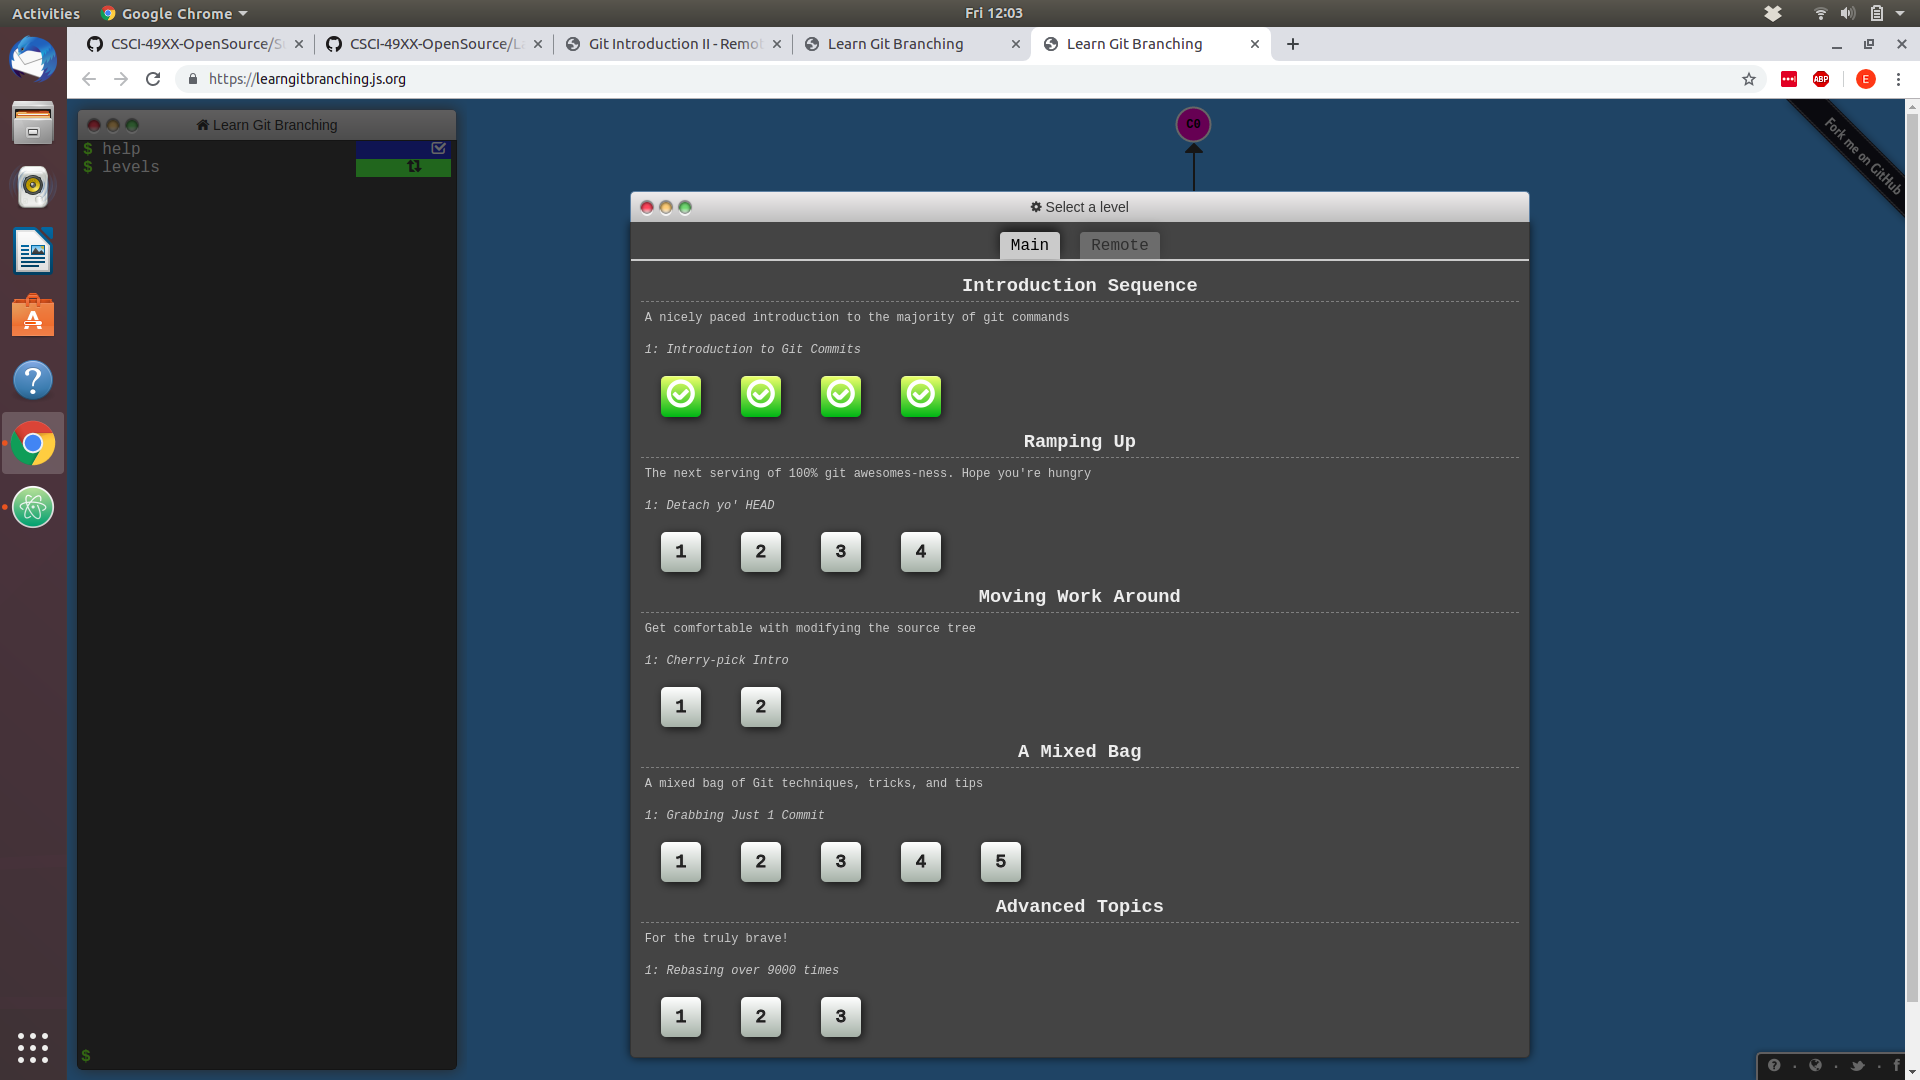 Activities
Google Chrome
Fri 12:03
CSCI-49XX-OpenSource/S
CSCI-49XX-OpenSource/L
Git Introduction II - Remo
Learn Git Branching
Learn Git Branching
https://learngitbranching.js.org
ABP
E
Learn Git Branching
$ help
$ levels
$
C0
Fork me on GitHub
Select a level
Main
Remote
Introduction Sequence
A nicely paced introduction to the majority of git commands
1: Introduction to Git Commits
Ramping Up
The next serving of 100% git awesomes-ness. Hope you're hungry
1: Detach yo' HEAD
1 2 3 4
Moving Work Around
Get comfortable with modifying the source tree
1: Cherry-pick Intro
1 2
A Mixed Bag
A mixed bag of Git techniques, tricks, and tips
1: Grabbing Just 1 Commit
1 2 3 4 5
Advanced Topics
For the truly brave!
1: Rebasing over 9000 times
1 2 3